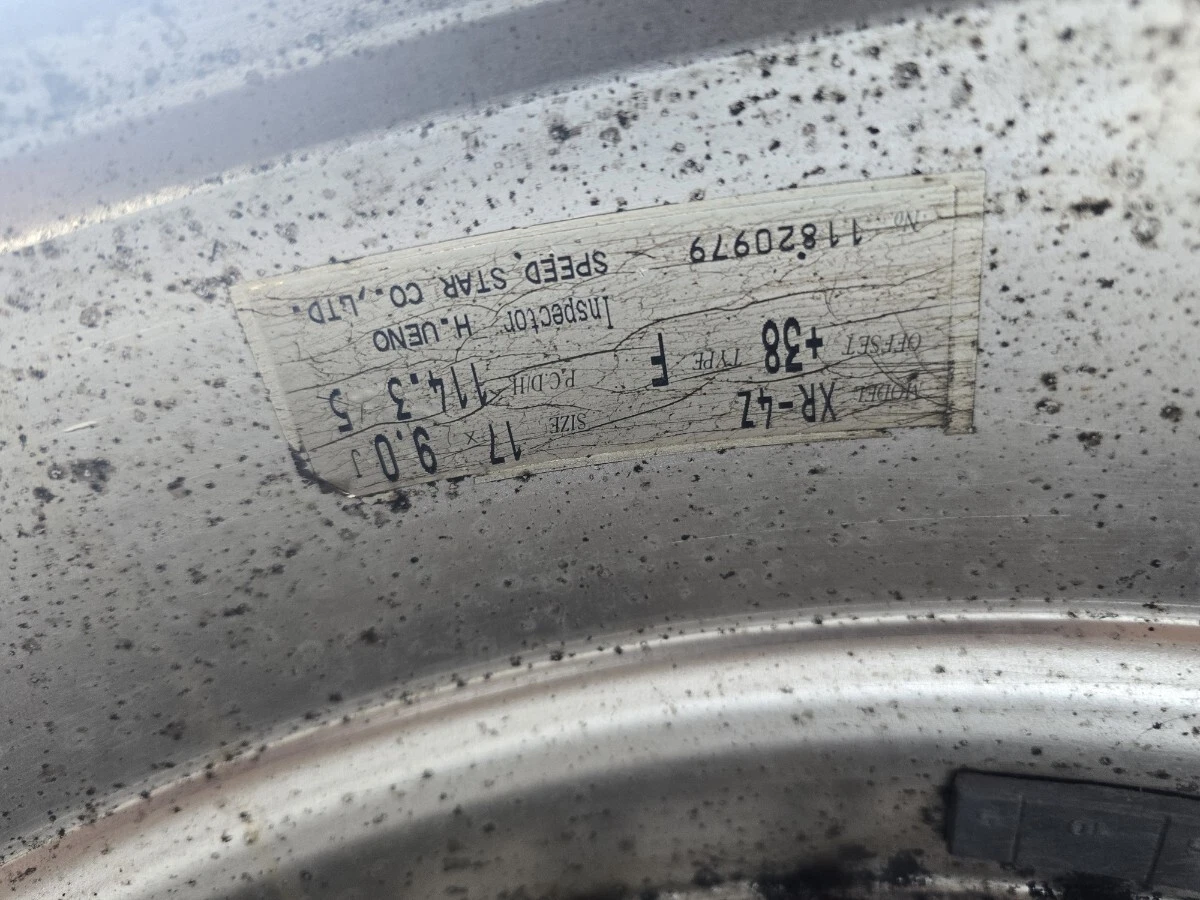 MODEL XR-4Z SIZE 17 × 9.0 J
OFFSET +38 TYPE F P.C.D/H 114.3 / 5
Inspector H.UENO
No. 11820979 SPEED STAR CO.,LTD.